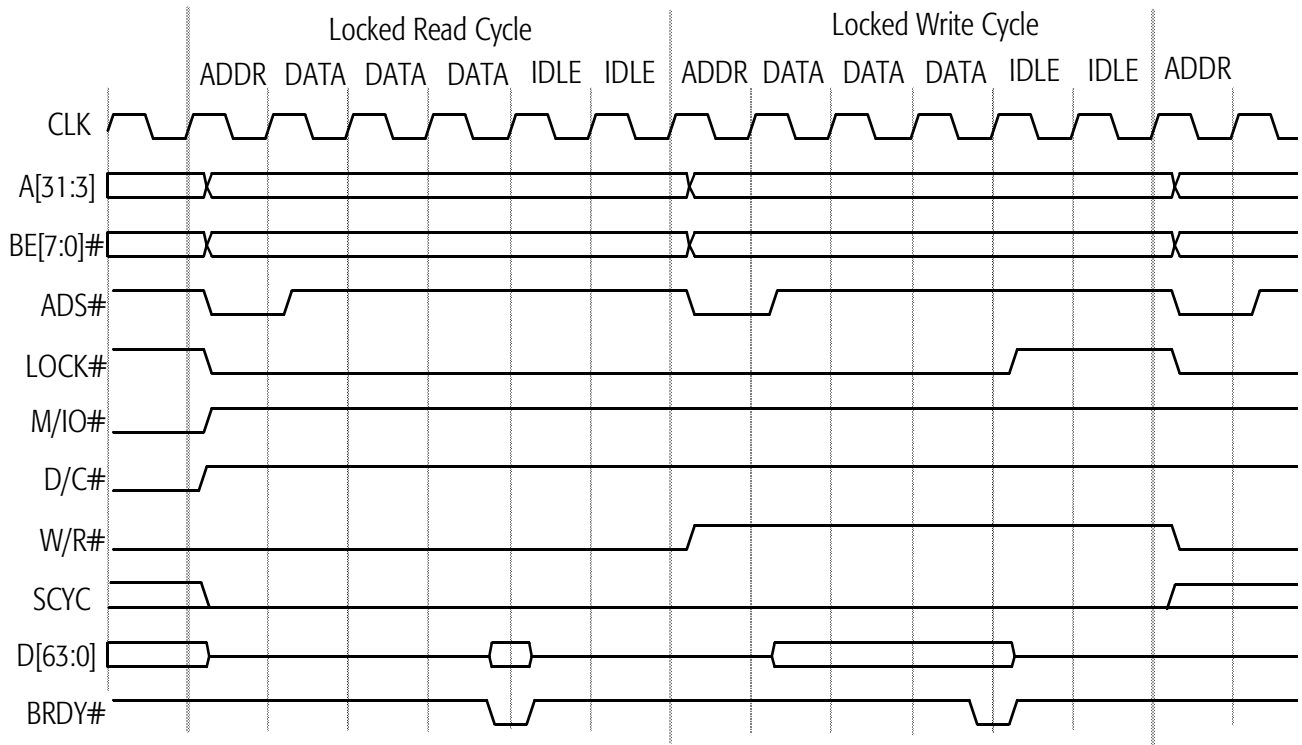 Locked Read Cycle Locked Write Cycle
ADDR DATA DATA DATA IDLE IDLE ADDR DATA DATA DATA IDLE IDLE ADDR
CLK
A[31:3]
BE[7:0]#
ADS#
LOCK#
M/IO#
D/C#
W/R#
SCYC
D[63:0]
BRDY#